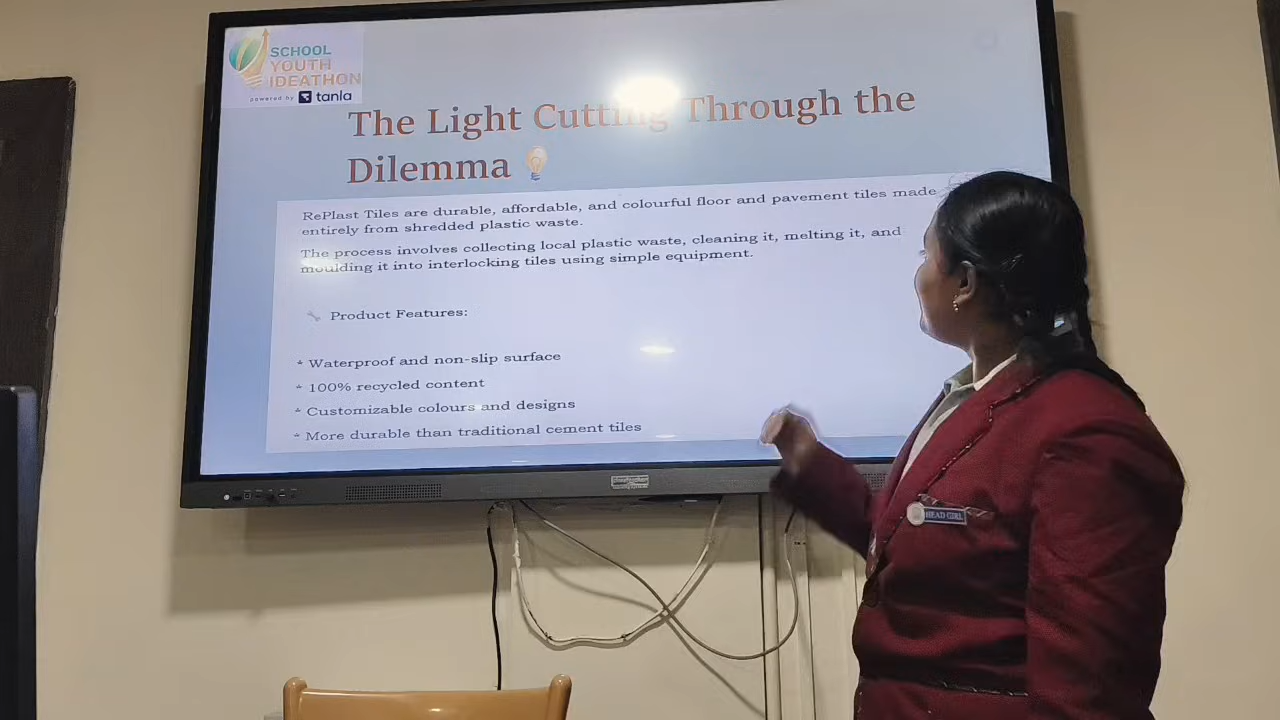 SCHOOL
YOUTH
IDEATHON
powered by tanla
The Light Cutting Through the
Dilemma
RePlast Tiles are durable, affordable, and colourful floor and pavement tiles made
entirely from shredded plastic waste.
The process involves collecting local plastic waste, cleaning it, melting it, and
moulding it into interlocking tiles using simple equipment.
Product Features:
* Waterproof and non-slip surface
* 100% recycled content
* Customizable colours and designs
* More durable than traditional cement tiles
HEAD GIRL